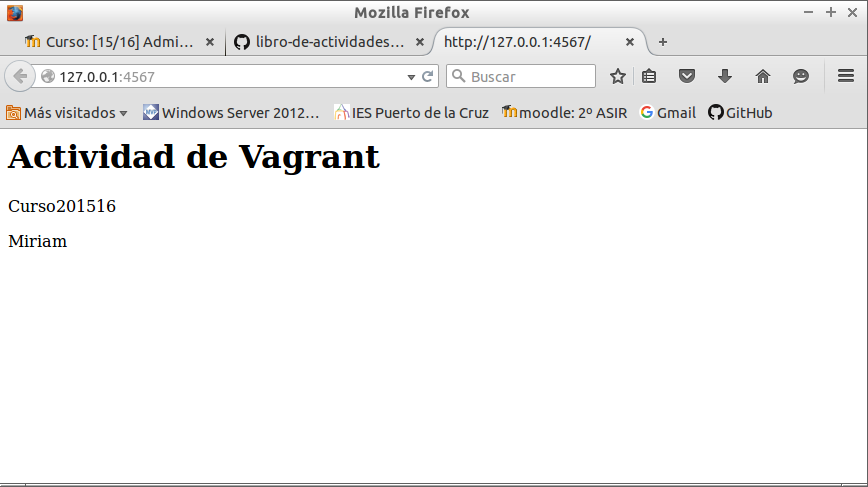 Mozilla Firefox
Curso: [15/16] Admi... libro-de-actividades... http://127.0.0.1:4567/
127.0.0.1:4567 Buscar
Más visitados Windows Server 2012... IES Puerto de la Cruz moodle: 2º ASIR Gmail GitHub
Actividad de Vagrant
Curso201516
Miriam